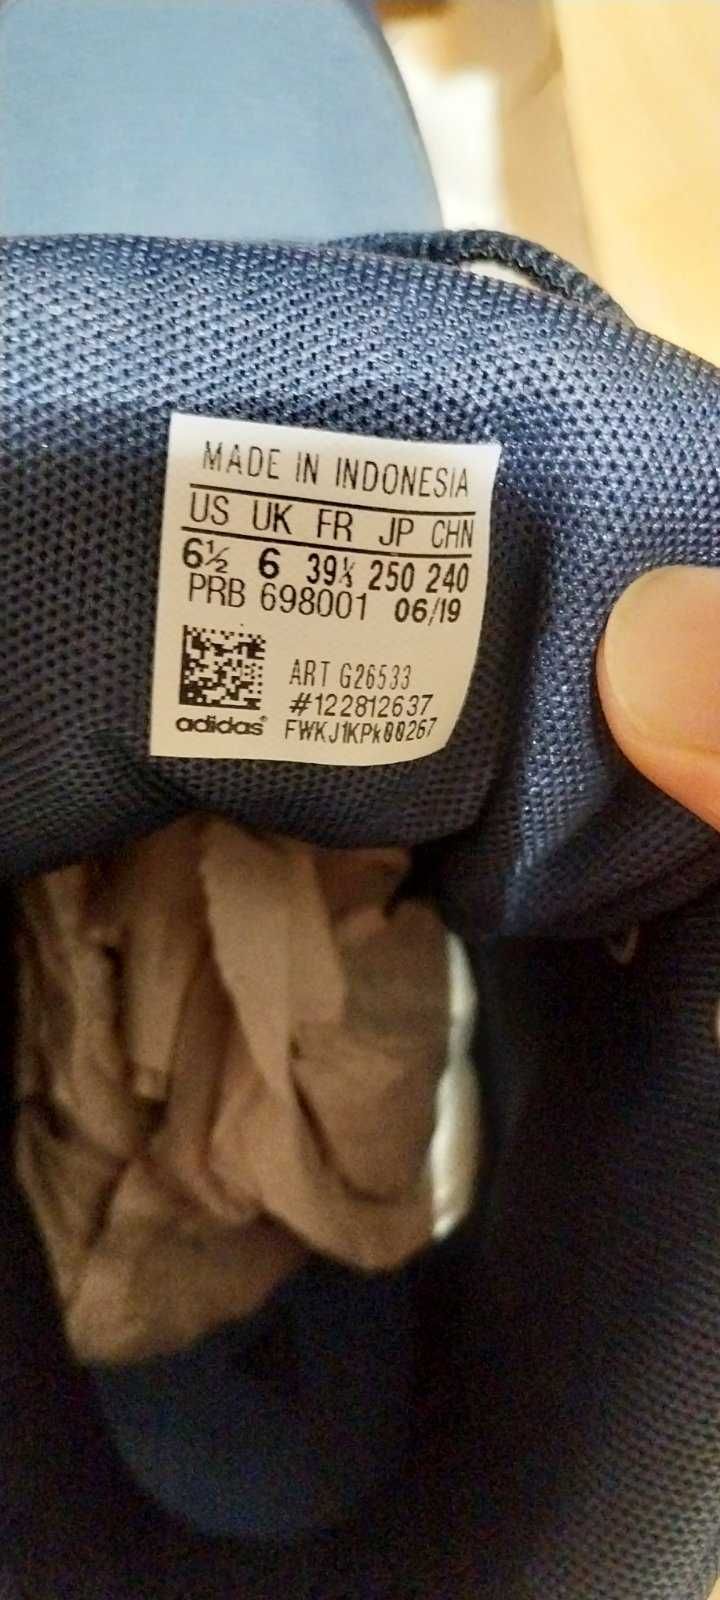 MADE IN INDONESIA
US UK FR JP CHN
6½ 6 39⅓ 250 240
PRB 698001 06/19
ART G26533
#122812637
adidas® FWKJ1KPk00267